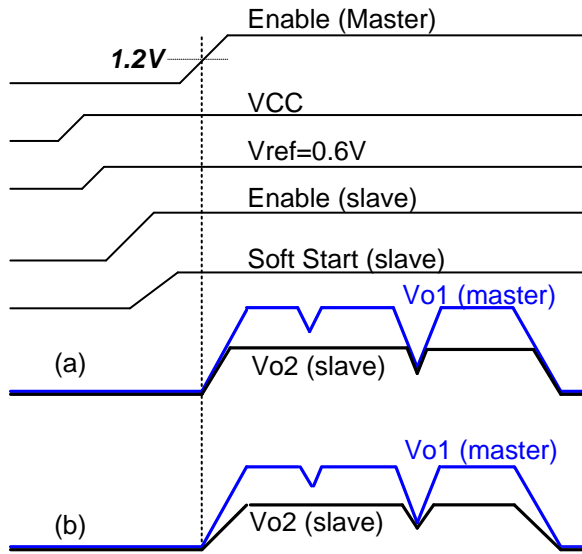 Enable (Master)
1.2V
VCC
Vref=0.6V
Enable (slave)
Soft Start (slave)
Vo1 (master)
(a)
Vo2 (slave)
Vo1 (master)
(b)
Vo2 (slave)